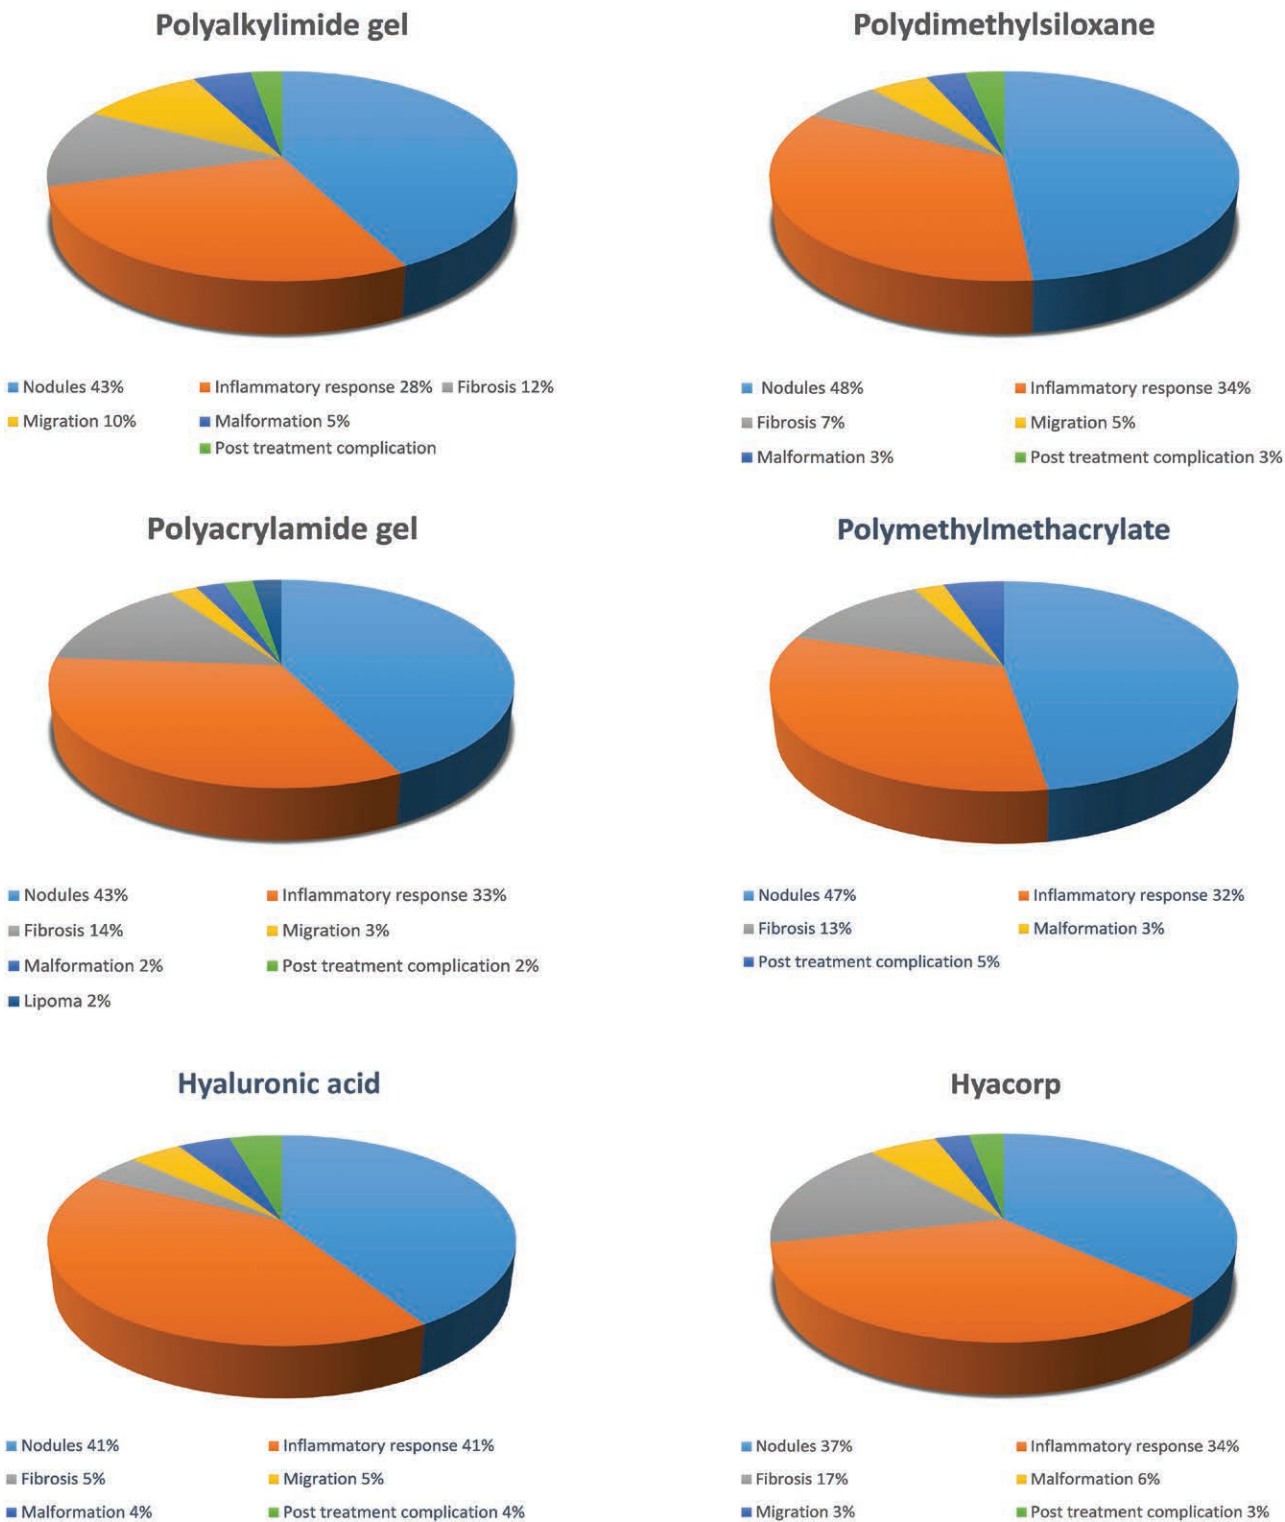 Polyalkylimide gel
Nodules 43% Inflammatory response 28% Fibrosis 12%
Migration 10% Malformation 5%
Post treatment complication
Polydimethylsiloxane
Nodules 48% Inflammatory response 34%
Fibrosis 7% Migration 5%
Malformation 3% Post treatment complication 3%
Polyacrylamide gel
Nodules 43% Inflammatory response 33%
Fibrosis 14% Migration 3%
Malformation 2% Post treatment complication 2%
Lipoma 2%
Polymethylmethacrylate
Nodules 47% Inflammatory response 32%
Fibrosis 13% Malformation 3%
Post treatment complication 5%
Hyaluronic acid
Nodules 41% Inflammatory response 41%
Fibrosis 5% Migration 5%
Malformation 4% Post treatment complication 4%
Hyacorp
Nodules 37% Inflammatory response 34%
Fibrosis 17% Malformation 6%
Migration 3% Post treatment complication 3%